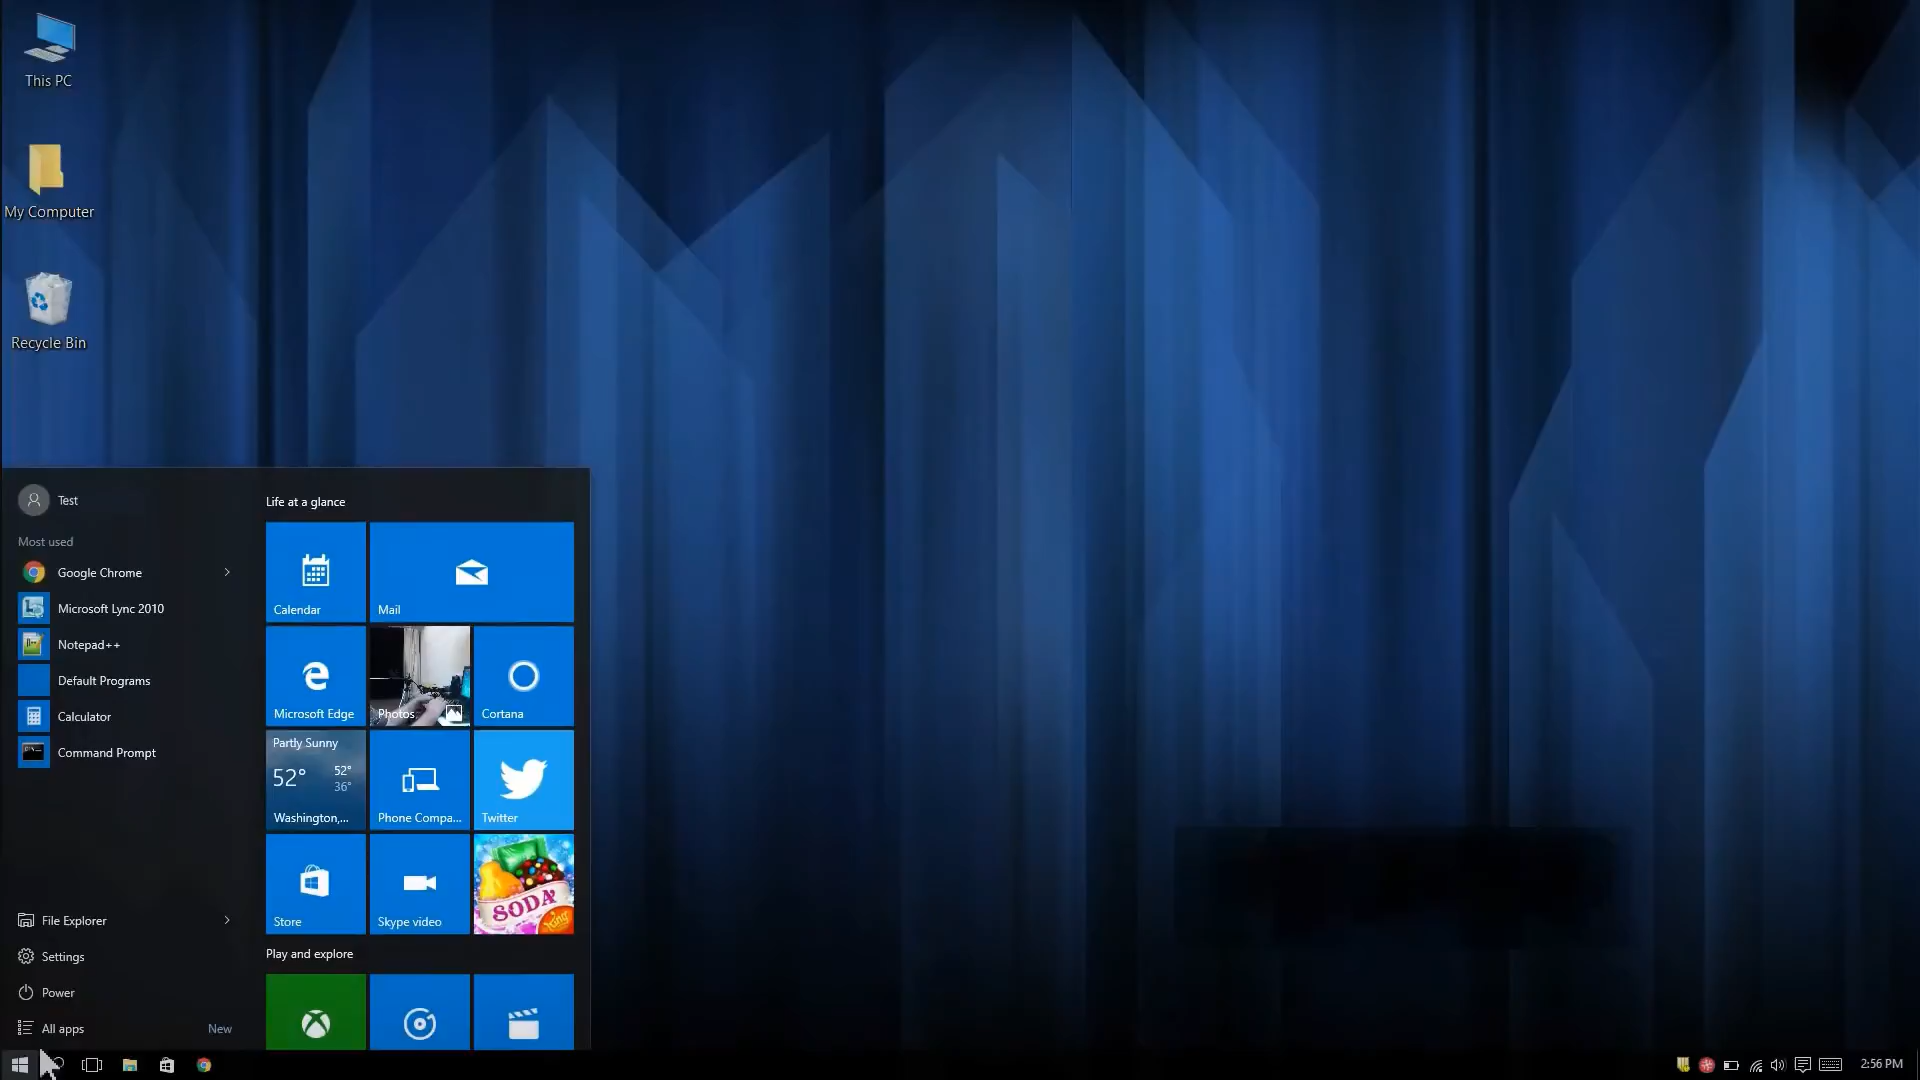 This PC
My Computer
Recycle Bin
Test
Most used
Google Chrome
Microsoft Lync 2010
Notepad++
Default Programs
Calculator
Command Prompt
File Explorer
Settings
Power
All apps New
Life at a glance
Calendar
Mail
Microsoft Edge
Photos
Cortana
Partly Sunny
52° 52°
36°
Washington,...
Phone Compa...
Twitter
Store
Skype video
SODA
King
Play and explore
2:56 PM